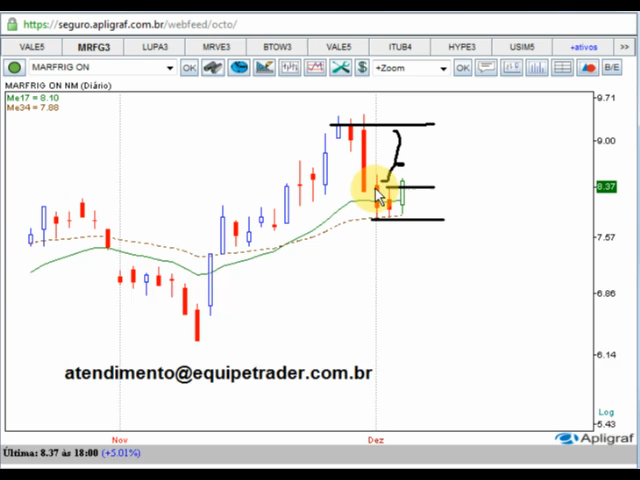 https://seguro.apligraf.com.br/webfeed/octo/
VALE5 MRFG3 LUPA3 MRVE3 BTOW3 VALE5 ITUB4 HYPE3 USIM5 +ativos >>
MARFRIG ON OK +Zoom OK B/E
MARFRIG ON NM (Diário)
Me17 = 8.10
Me34 = 7.88
9.71
9.00
8.37
7.57
6.86
6.14
5.43
atendimento@equipetrader.com.br
Log
Apligraf
Nov Dez
Última: 8.37 às 18:00 (+5.01%)